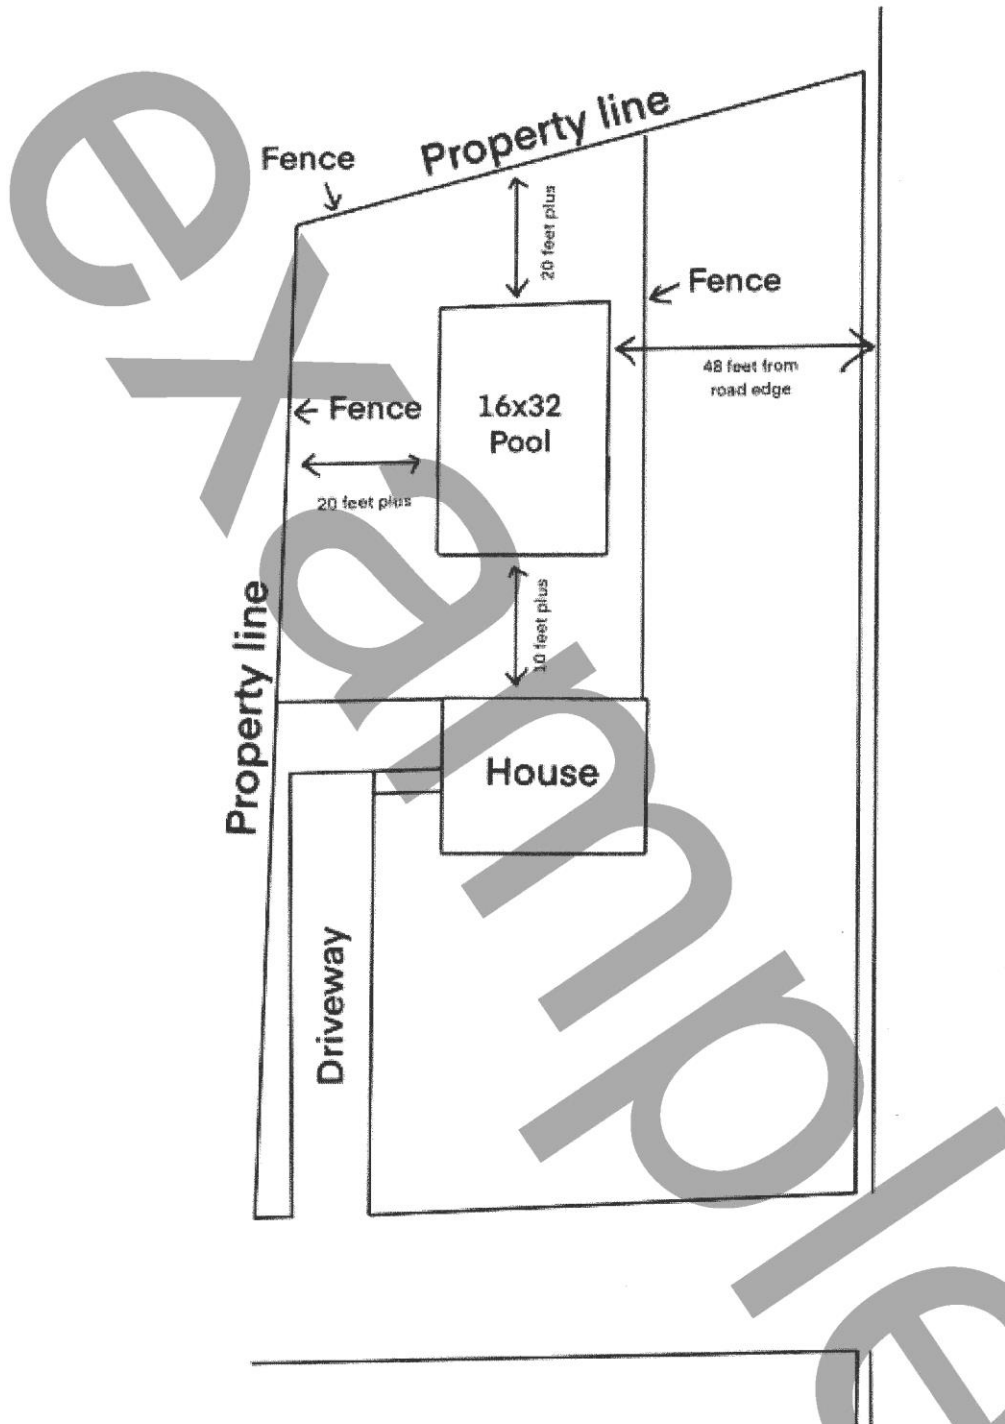 Property line
Fence
20 feet plus
Fence
48 feet from
road edge
16x32
Pool
Fence
20 feet plus
10 feet plus
Property line
House
Driveway
example